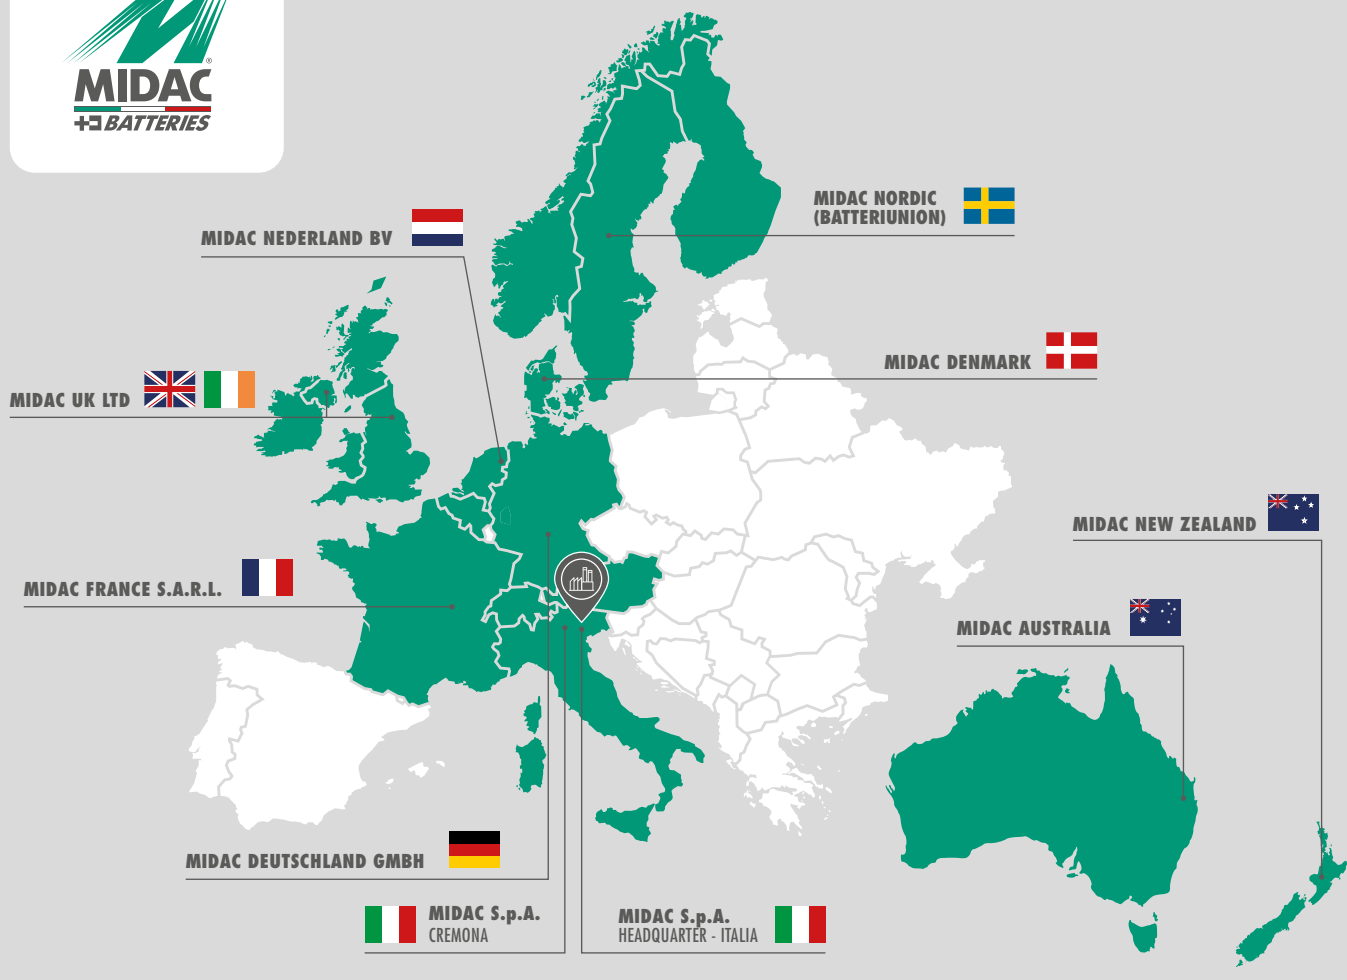 MIDAC®
BATTERIES
MIDAC NORDIC
(BATTERIUNION)
MIDAC NEDERLAND BV
MIDAC DENMARK
MIDAC UK LTD
MIDAC NEW ZEALAND
MIDAC FRANCE S.A.R.L.
MIDAC AUSTRALIA
MIDAC DEUTSCHLAND GMBH
MIDAC S.p.A.
CREMONA
MIDAC S.p.A.
HEADQUARTER - ITALIA